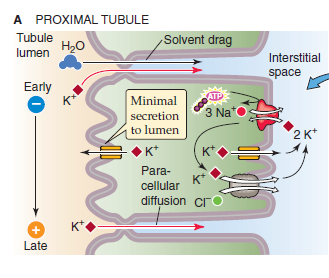 A PROXIMAL TUBULE
Tubule
lumen
H₂O
Solvent drag
Interstitial
space
Early
−
K⁺
ATP
Minimal
secretion
to lumen
3 Na⁺
2 K⁺
K⁺
K⁺
Para-
cellular
diffusion
K⁺
Cl⁻
K⁺
+
Late